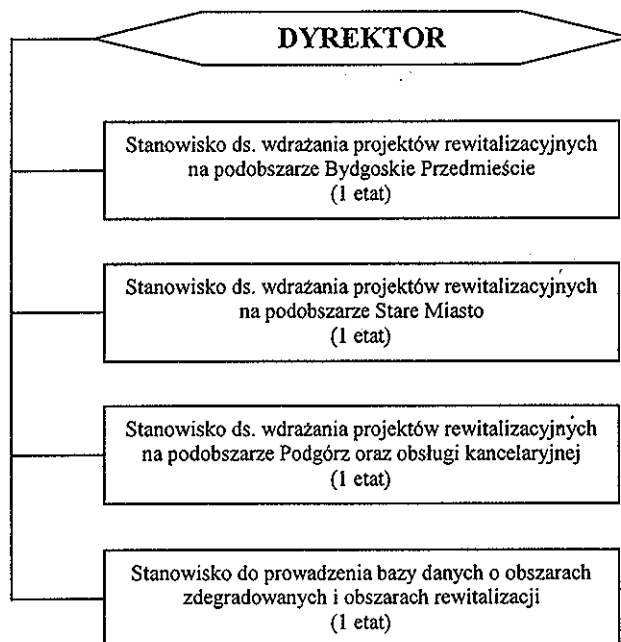 DYREKTOR
Stanowisko ds. wdrażania projektów rewitalizacyjnych
na podobszarze Bydgoskie Przedmieście
(1 etat)
Stanowisko ds. wdrażania projektów rewitalizacyjnych
na podobszarze Stare Miasto
(1 etat)
Stanowisko ds. wdrażania projektów rewitalizacyjnych
na podobszarze Podgórz oraz obsługi kancelaryjnej
(1 etat)
Stanowisko do prowadzenia bazy danych o obszarach
zdegradowanych i obszarach rewitalizacji
(1 etat)